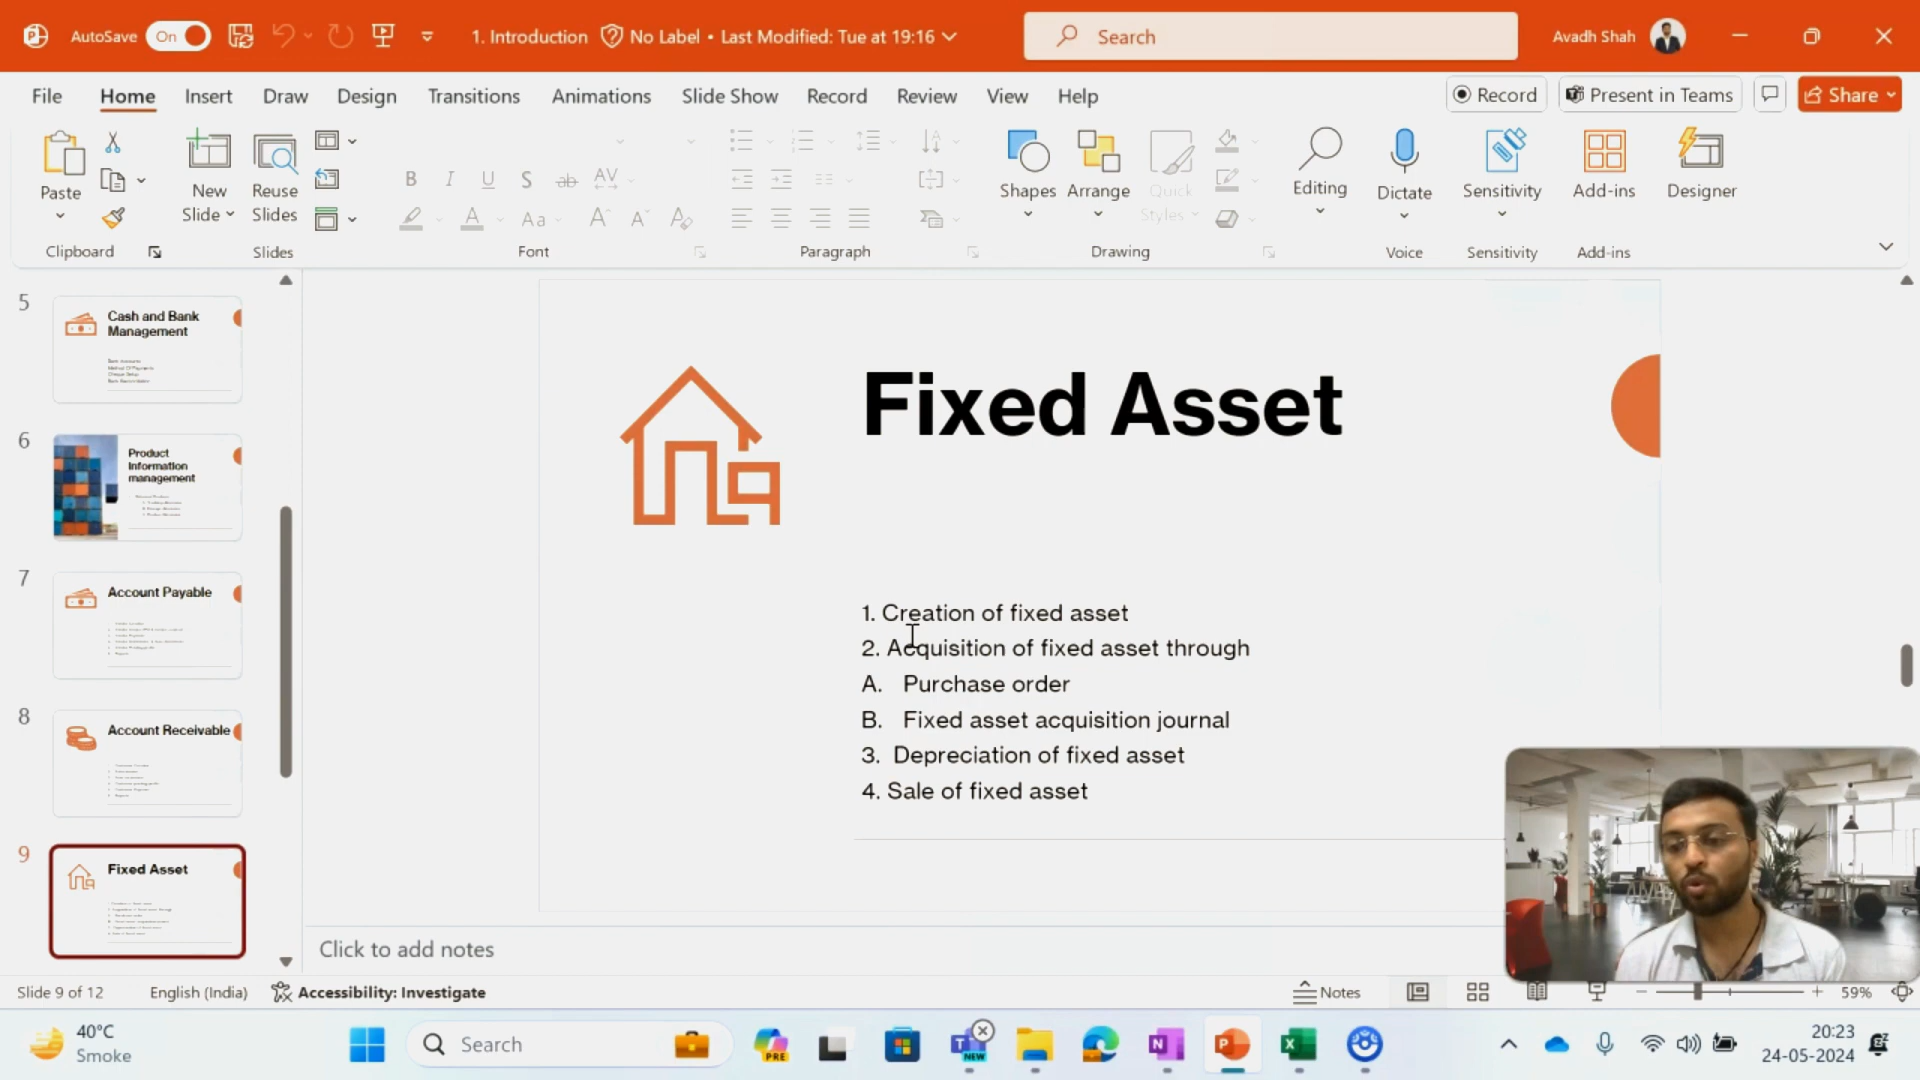 AutoSave On
1. Introduction No Label • Last Modified: Tue at 19:16
Search
Avadh Shah
File Home Insert Draw Design Transitions Animations Slide Show Record Review View Help
Record Present in Teams Share
Paste
New
Slide
Reuse
Slides
Shapes Arrange Quick
Styles
Editing Dictate Sensitivity Add-ins Designer
Clipboard Slides Font Paragraph Drawing Voice Sensitivity Add-ins
5
Cash and Bank
Management
6
Product
Information
management
7
Account Payable
8
Account Receivable
9
Fixed Asset
Fixed Asset
1. Creation of fixed asset
2. Acquisition of fixed asset through
A. Purchase order
B. Fixed asset acquisition journal
3. Depreciation of fixed asset
4. Sale of fixed asset
Click to add notes
Slide 9 of 12 English (India) Accessibility: Investigate
Notes 59%
40°C
Smoke
Search
PRE
NEW
20:23
24-05-2024